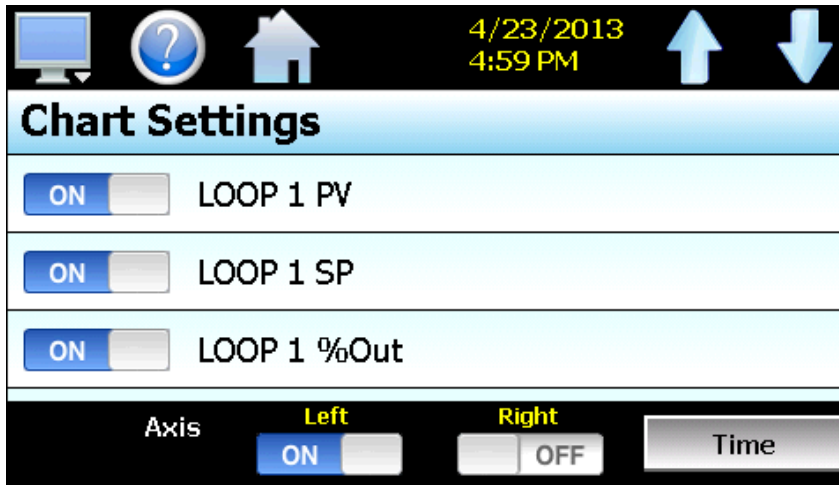 ?
4/23/2013
4:59 PM
Chart Settings
ON LOOP 1 PV
ON LOOP 1 SP
ON LOOP 1 %Out
Axis
Left
ON
Right
OFF
Time